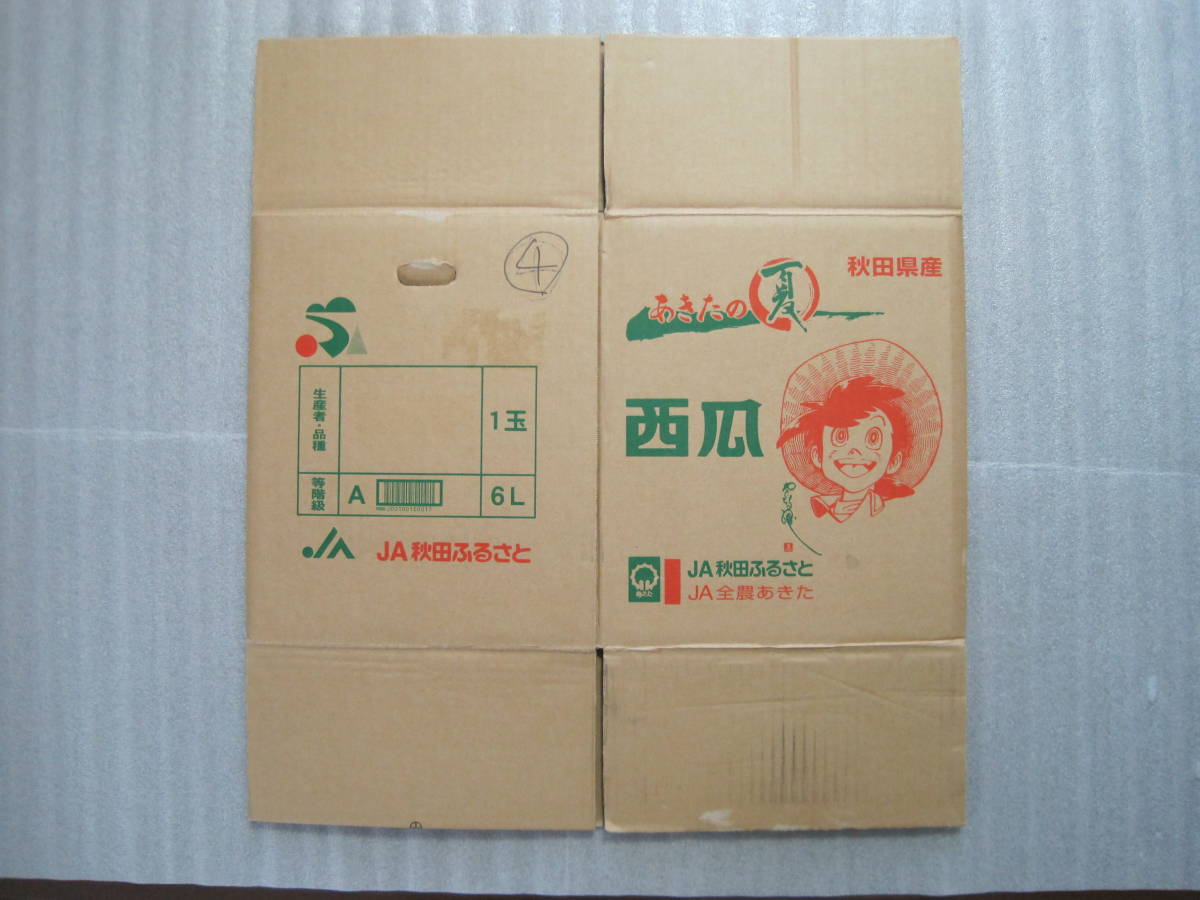 ④
生産者・品種
1玉
等階級
A
6L
JA
JA秋田ふるさと
秋田県産
あきたの夏
西瓜
JA秋田ふるさと
JA全農あきた